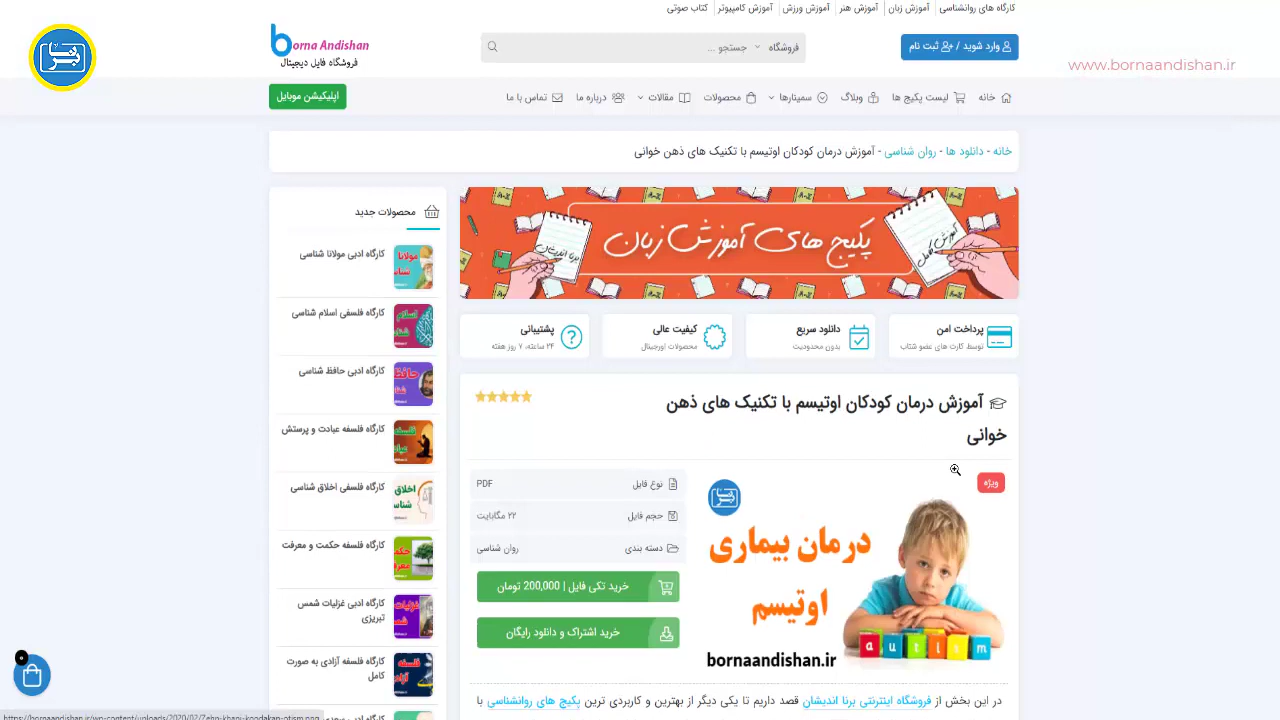 کارگاه های روانشناسی
آموزش زبان
آموزش هنر
آموزش ورزش
آموزش کامپیوتر
کتاب صوتی
برنا
Borna Andishan
فروشگاه فایل دیجیتال
فروشگاه
جستجو ...
وارد شوید / ثبت نام
www.bornaandishan.ir
خانه
لیست پکیج ها
وبلاگ
سمینارها
محصولات
مقالات
درباره ما
تماس با ما
اپلیکیشن موبایل
خانه - دانلود ها - روان شناسی - آموزش درمان کودکان اوتیسم با تکنیک های ذهن خوانی
پکیج های آموزش زبان
محصولات جدید
کارگاه ادبی مولانا شناسی
کارگاه فلسفی اسلام شناسی
کارگاه ادبی حافظ شناسی
کارگاه فلسفه عبادت و پرستش
کارگاه فلسفی اخلاق شناسی
کارگاه فلسفه حکمت و معرفت
کارگاه ادبی غزلیات شمس
تبریزی
کارگاه فلسفه آزادی به صورت
کامل
پرداخت امن
توسط کارت های عضو شتاب
دانلود سریع
بدون محدودیت
کیفیت عالی
محصولات اورجینال
پشتیبانی
۲۴ ساعته، ۷ روز هفته
آموزش درمان کودکان اوتیسم با تکنیک های ذهن
خوانی
ویژه
نوع فایل PDF
حجم فایل ۲۲ مگابایت
دسته بندی روان شناسی
خرید تکی فایل | 200,000 تومان
خرید اشتراک و دانلود رایگان
درمان بیماری
اوتیسم
autism
bornaandishan.ir
در این بخش از فروشگاه اینترنتی برنا اندیشان قصد داریم تا یکی دیگر از بهترین و کاربردی ترین پکیج های روانشناسی با
۰